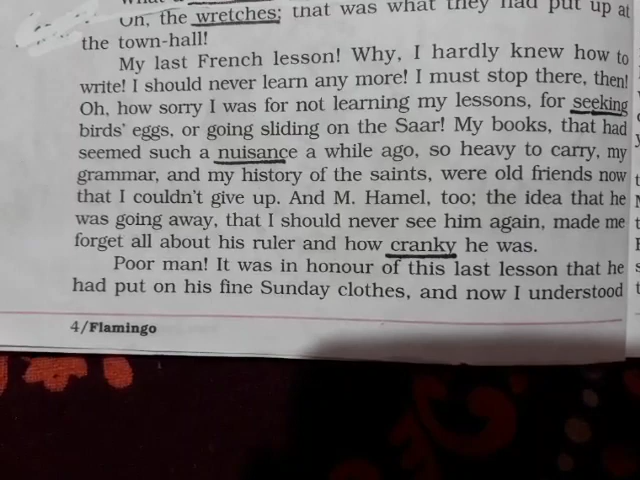 Oh, the wretches; that was what they had put up at
the town-hall!
My last French lesson! Why, I hardly knew how to
write! I should never learn any more! I must stop there, then!
Oh, how sorry I was for not learning my lessons, for seeking
birds' eggs, or going sliding on the Saar! My books, that had
seemed such a nuisance a while ago, so heavy to carry, my
grammar, and my history of the saints, were old friends now
that I couldn't give up. And M. Hamel, too; the idea that he
was going away, that I should never see him again, made me
forget all about his ruler and how cranky he was.
Poor man! It was in honour of this last lesson that he
had put on his fine Sunday clothes, and now I understood
4/Flamingo